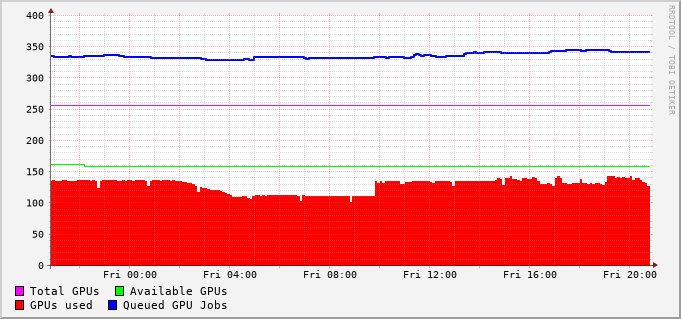 400
350
300
250
200
150
100
50
0
Fri 00:00 Fri 04:00 Fri 08:00 Fri 12:00 Fri 16:00 Fri 20:00
Total GPUs Available GPUs
GPUs used Queued GPU Jobs
RRDTOOL / TOBI OETIKER